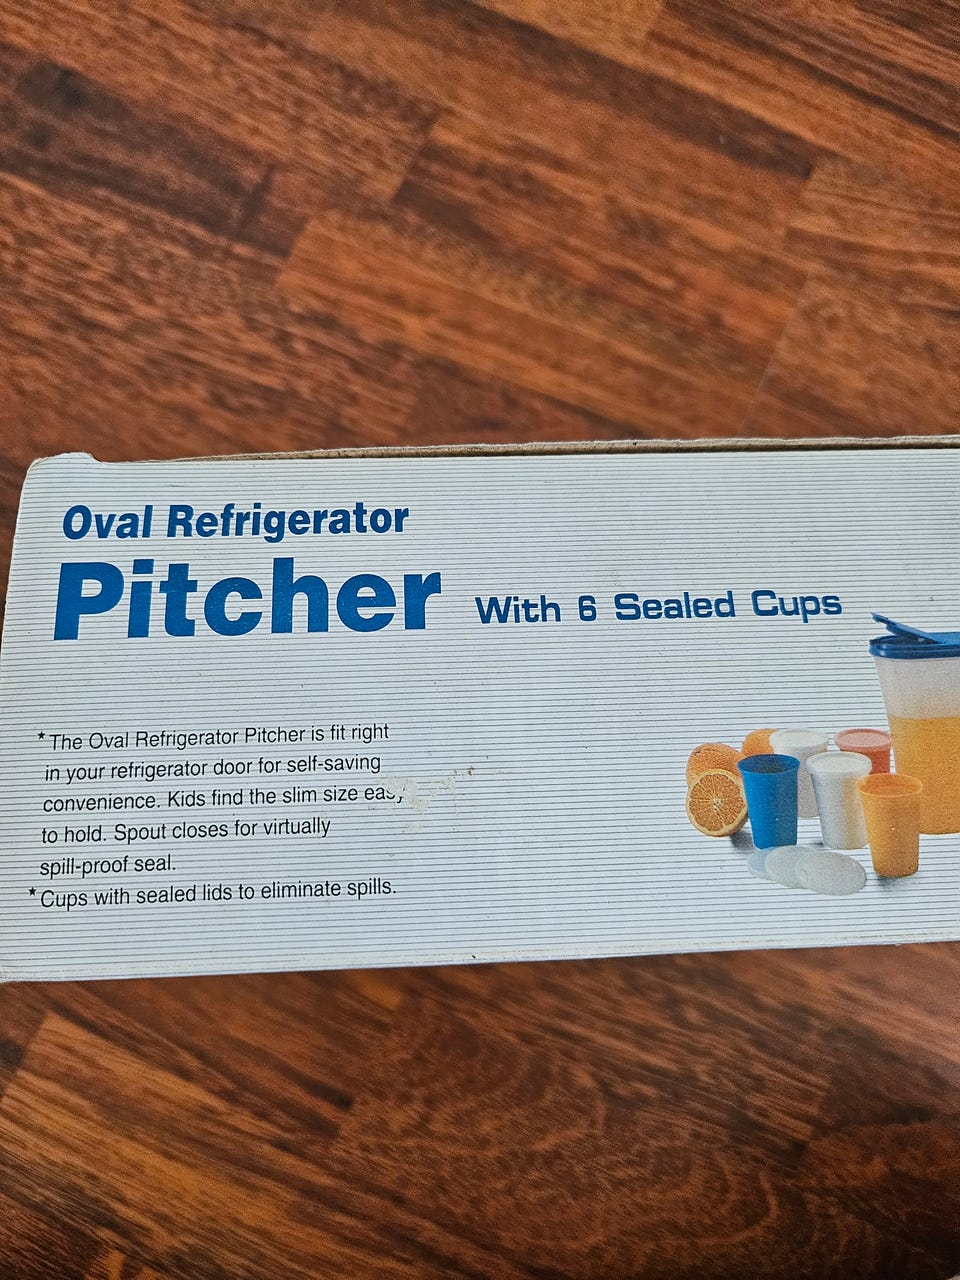 Oval Refrigerator
Pitcher With 6 Sealed Cups
*The Oval Refrigerator Pitcher is fit right
in your refrigerator door for self-saving
convenience. Kids find the slim size easy
to hold. Spout closes for virtually
spill-proof seal.
*Cups with sealed lids to eliminate spills.